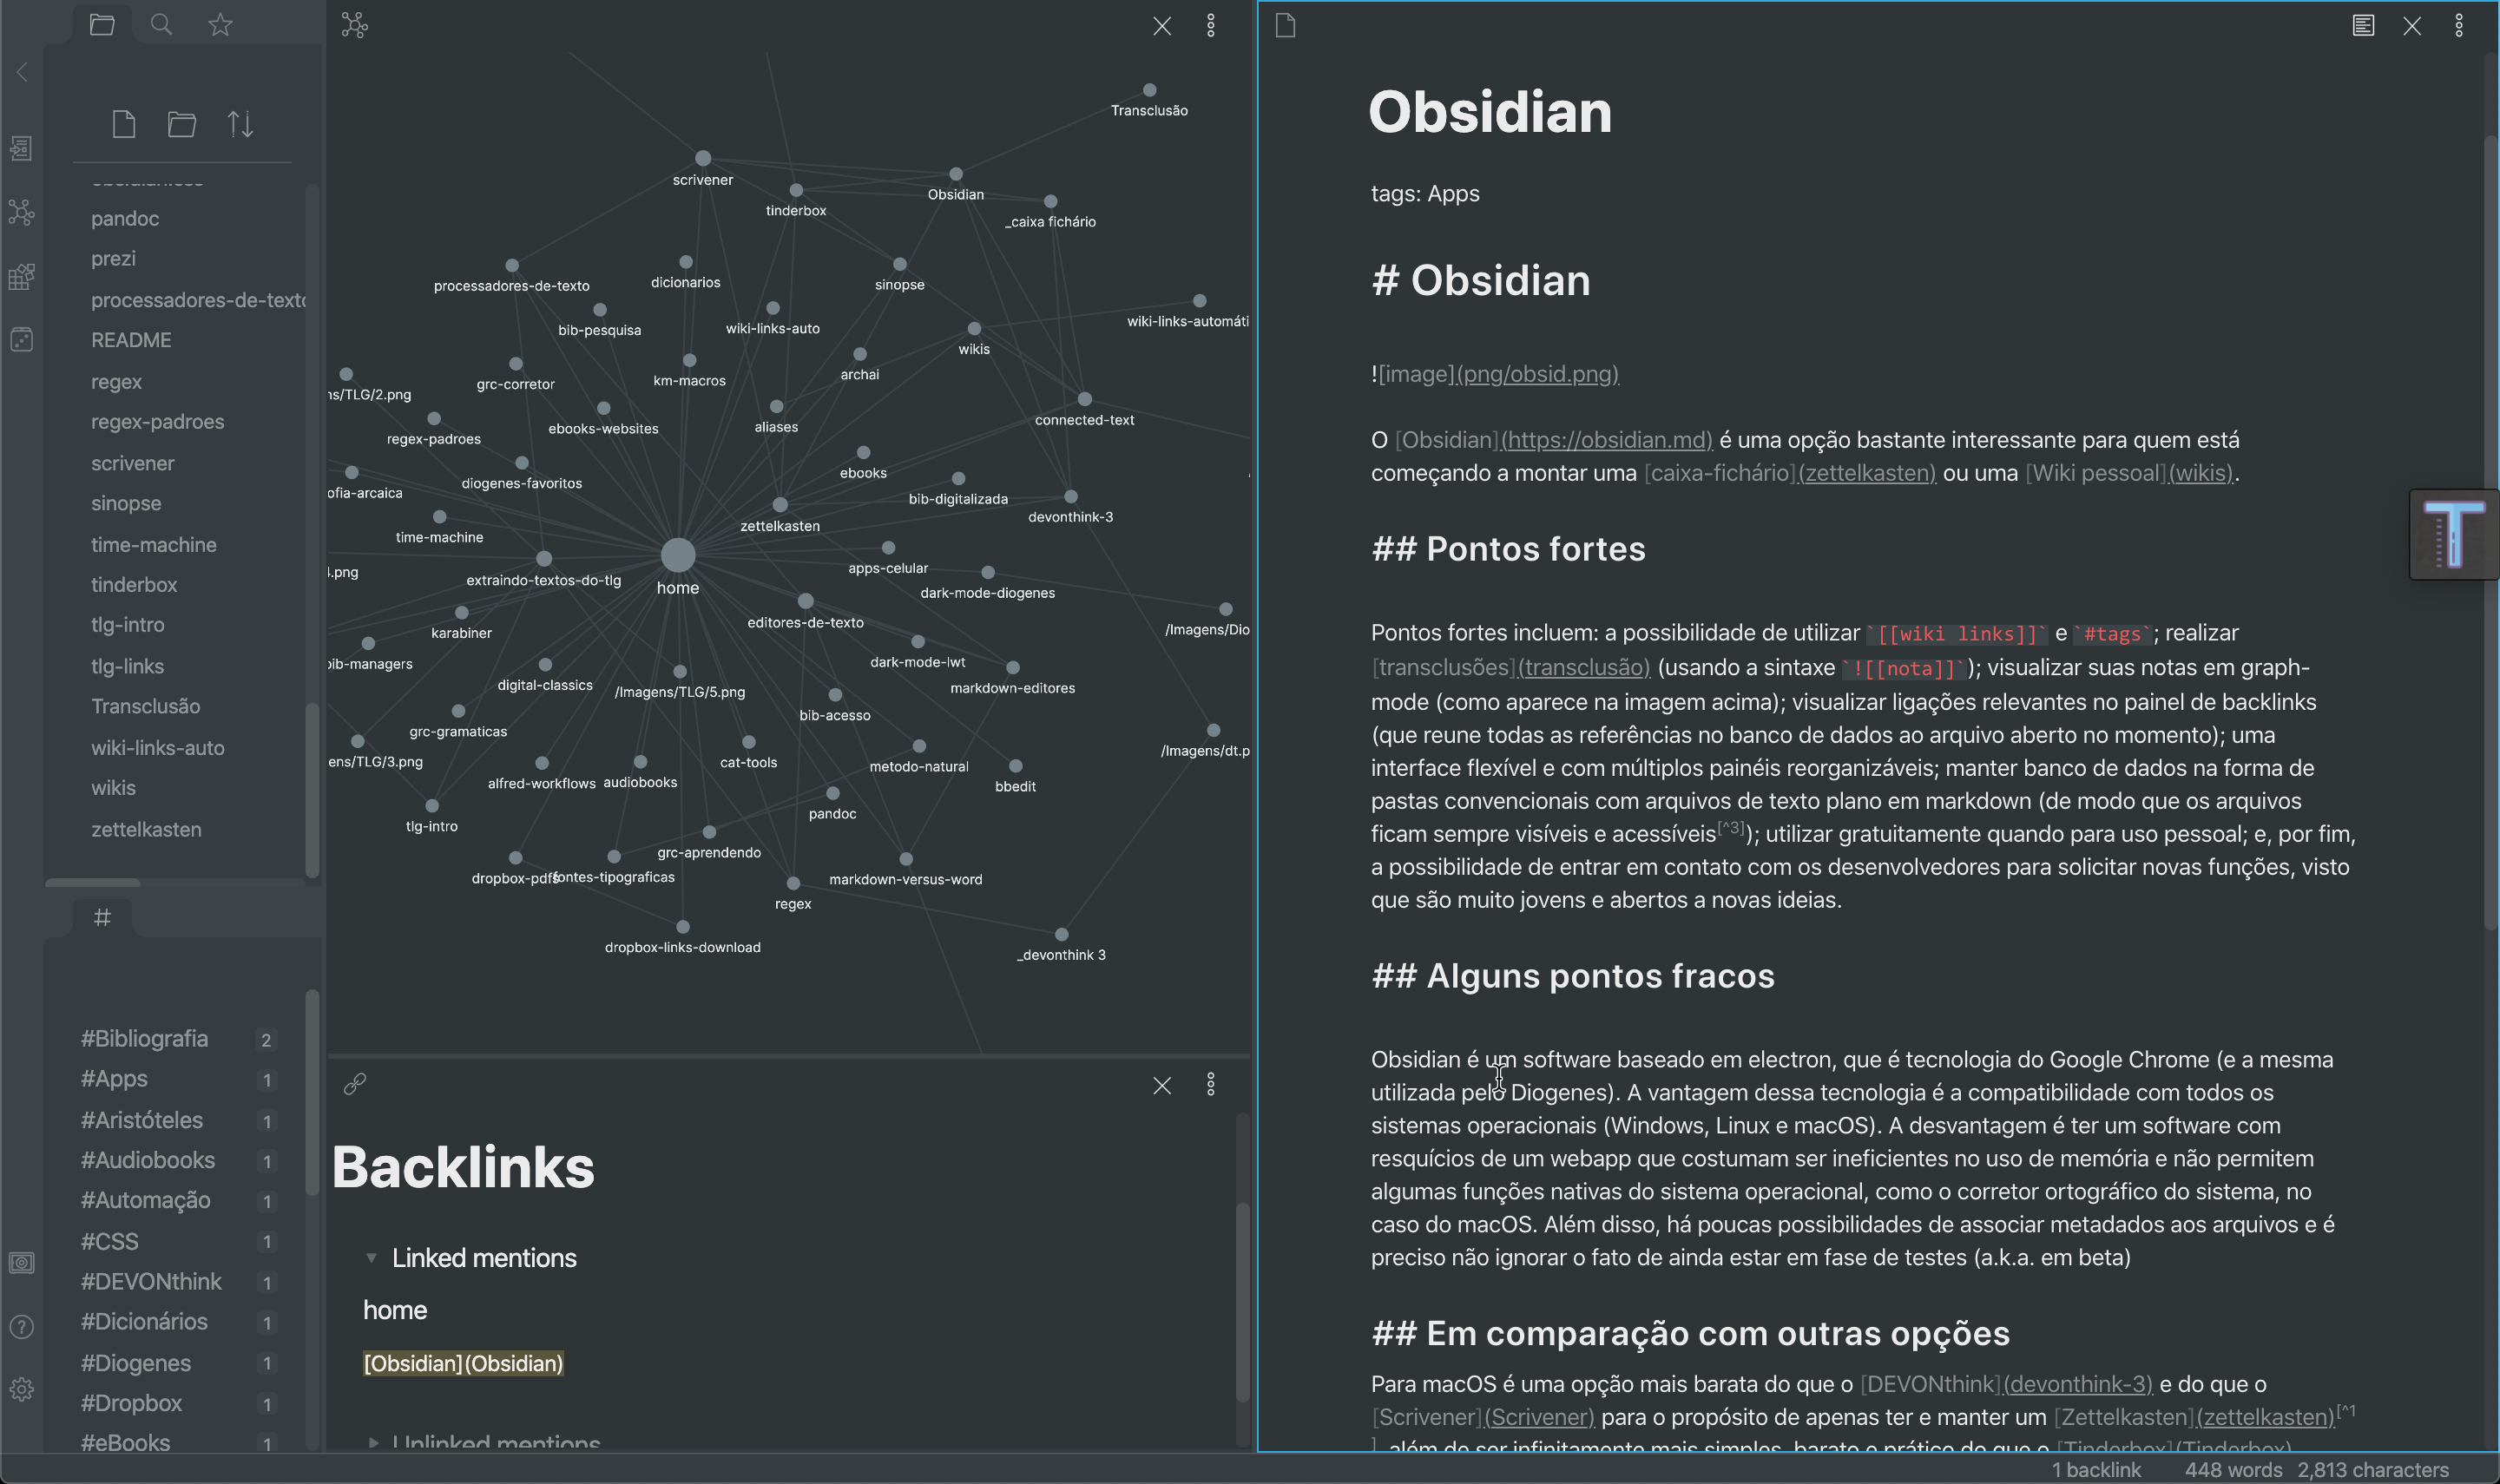 pandoc
prezi
processadores-de-texto
README
regex
regex-padroes
scrivener
sinopse
time-machine
tinderbox
tlg-intro
tlg-links
Transclusão
wiki-links-auto
wikis
zettelkasten
#
#Bibliografia 2
#Apps 1
#Aristóteles 1
#Audiobooks 1
#Automação 1
#CSS 1
#DEVONthink 1
#Dicionários 1
#Diogenes 1
#Dropbox 1
#eBooks 1
Transclusão
scrivener
Obsidian
tinderbox
_caixa fichário
dicionarios
processadores-de-texto
sinopse
wiki-links-automáti
bib-pesquisa
wiki-links-auto
wikis
archai
km-macros
grc-corretor
ns/TLG/2.png
connected-text
aliases
ebooks-websites
regex-padroes
ebooks
diogenes-favoritos
ofia-arcaica
bib-digitalizada
devonthink-3
zettelkasten
time-machine
apps-celular
.png
extraindo-textos-do-tlg
home
dark-mode-diogenes
editores-de-texto
/Imagens/Dio
karabiner
bib-managers
dark-mode-lwt
digital-classics
/Imagens/TLG/5.png
markdown-editores
bib-acesso
grc-gramaticas
/Imagens/dt.p
ens/TLG/3.png
cat-tools
metodo-natural
alfred-workflows
audiobooks
bbedit
pandoc
tlg-intro
grc-aprendendo
dropbox-pdfs
fontes-tipograficas
markdown-versus-word
regex
dropbox-links-download
_devonthink 3
Backlinks
Linked mentions
home
[Obsidian](Obsidian)
Unlinked mentions
Obsidian
tags: Apps
# Obsidian
![image](png/obsid.png)
O [Obsidian](https://obsidian.md) é uma opção bastante interessante para quem está
começando a montar uma [caixa-fichário](zettelkasten) ou uma [Wiki pessoal](wikis).
## Pontos fortes
Pontos fortes incluem: a possibilidade de utilizar `[[wiki links]]` e `#tags`; realizar
[transclusões](transclusão) (usando a sintaxe `![[nota]]`); visualizar suas notas em graph-
mode (como aparece na imagem acima); visualizar ligações relevantes no painel de backlinks
(que reune todas as referências no banco de dados ao arquivo aberto no momento); uma
interface flexível e com múltiplos painéis reorganizáveis; manter banco de dados na forma de
pastas convencionais com arquivos de texto plano em markdown (de modo que os arquivos
ficam sempre visíveis e acessíveis[^3]); utilizar gratuitamente quando para uso pessoal; e, por fim,
a possibilidade de entrar em contato com os desenvolvedores para solicitar novas funções, visto
que são muito jovens e abertos a novas ideias.
## Alguns pontos fracos
Obsidian é um software baseado em electron, que é tecnologia do Google Chrome (e a mesma
utilizada pelo Diogenes). A vantagem dessa tecnologia é a compatibilidade com todos os
sistemas operacionais (Windows, Linux e macOS). A desvantagem é ter um software com
resquícios de um webapp que costumam ser ineficientes no uso de memória e não permitem
algumas funções nativas do sistema operacional, como o corretor ortográfico do sistema, no
caso do macOS. Além disso, há poucas possibilidades de associar metadados aos arquivos e é
preciso não ignorar o fato de ainda estar em fase de testes (a.k.a. em beta)
## Em comparação com outras opções
Para macOS é uma opção mais barata do que o [DEVONthink](devonthink-3) e do que o
[Scrivener](Scrivener) para o propósito de apenas ter e manter um [Zettelkasten](zettelkasten)[^1
], além de ser infinitamente mais simples, barato e prático do que o [Tinderbox](Tinderbox)
T
1 backlink 448 words 2,813 characters